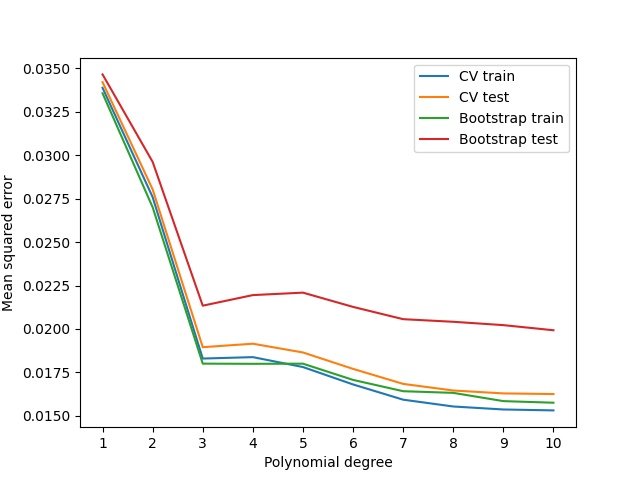 0.0350
0.0325
0.0300
0.0275
0.0250
0.0225
0.0200
0.0175
0.0150
Mean squared error
CV train
CV test
Bootstrap train
Bootstrap test
1 2 3 4 5 6 7 8 9 10
Polynomial degree